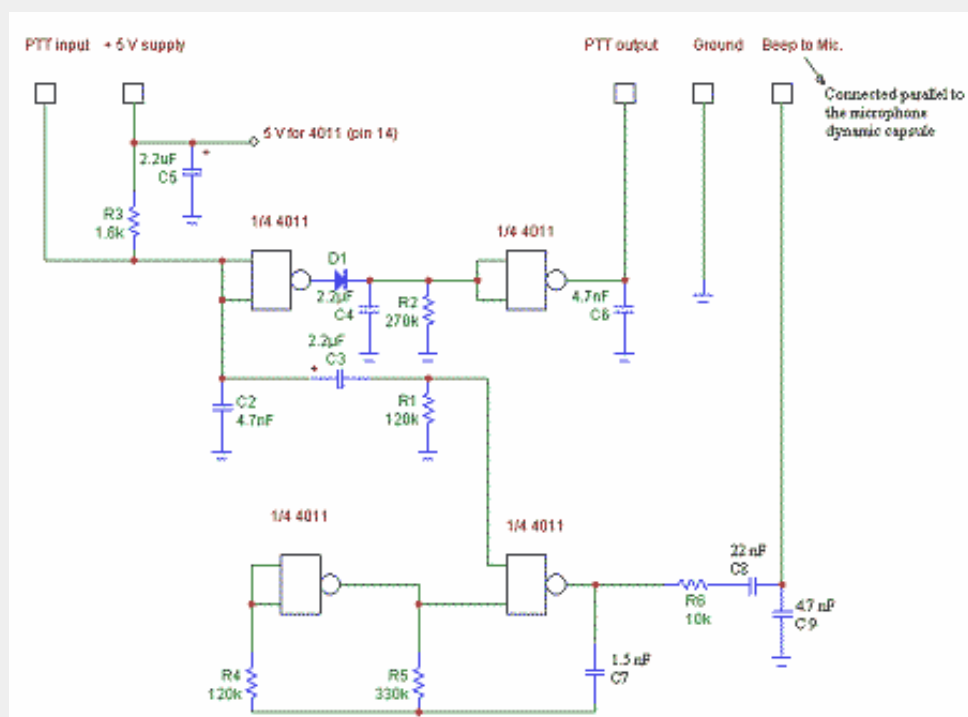 PTT input + 5 V supply
PTT output Ground Beep to Mic.
Connected parallel to
the microphone
dynamic capsule
5 V for 4011 (pin 14)
2.2uF
C5
+
R3
1.8k
1/4 4011
1/4 4011
D1
2.2µF
C4
R2
270k
4.7nF
C6
2.2µF
C3
+
C2
4.7nF
R1
120k
1/4 4011
1/4 4011
22 nF
C8
R6
10k
4.7 nF
C9
R4
120k
R5
330k
1.5 nF
C7